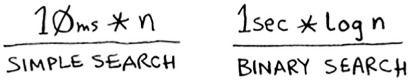 10ms * n
SIMPLE SEARCH
1sec * log n
BINARY SEARCH